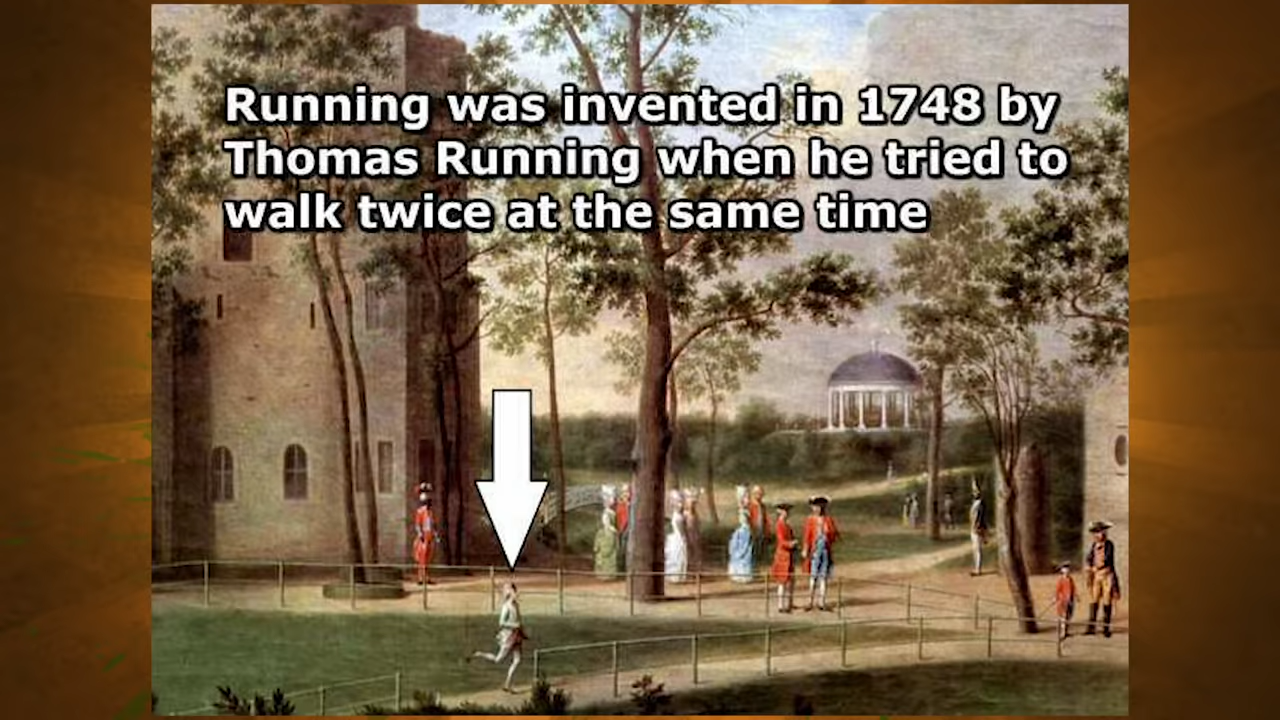 Running was invented in 1748 by
Thomas Running when he tried to
walk twice at the same time